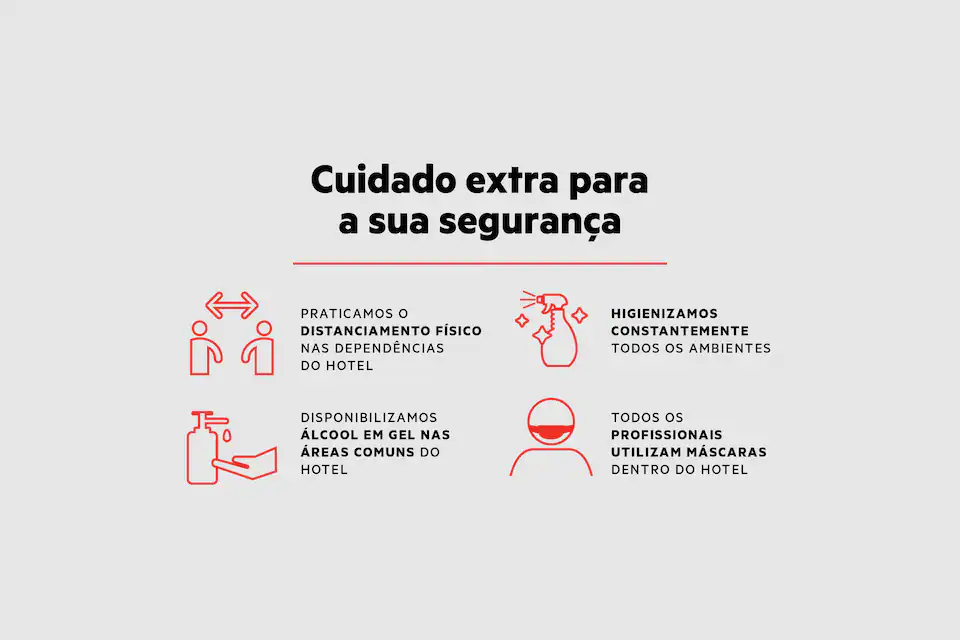 Cuidado extra para
a sua segurança
PRATICAMOS O
DISTANCIAMENTO FÍSICO
NAS DEPENDÊNCIAS
DO HOTEL
HIGIENIZAMOS
CONSTANTEMENTE
TODOS OS AMBIENTES
DISPONIBILIZAMOS
ÁLCOOL EM GEL NAS
ÁREAS COMUNS DO
HOTEL
TODOS OS
PROFISSIONAIS
UTILIZAM MÁSCARAS
DENTRO DO HOTEL